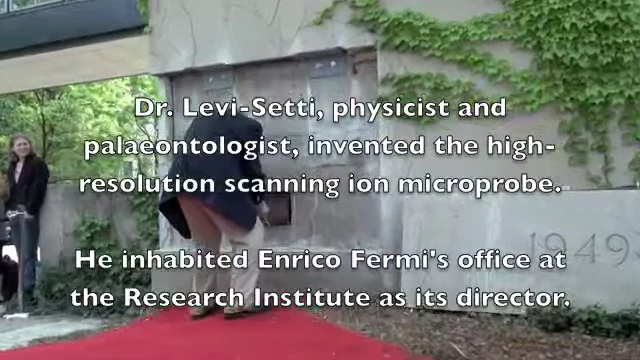 Dr. Levi-Setti, physicist and
palaeontologist, invented the high-
resolution scanning ion microprobe.
He inhabited Enrico Fermi's office at
the Research Institute as its director.
1949